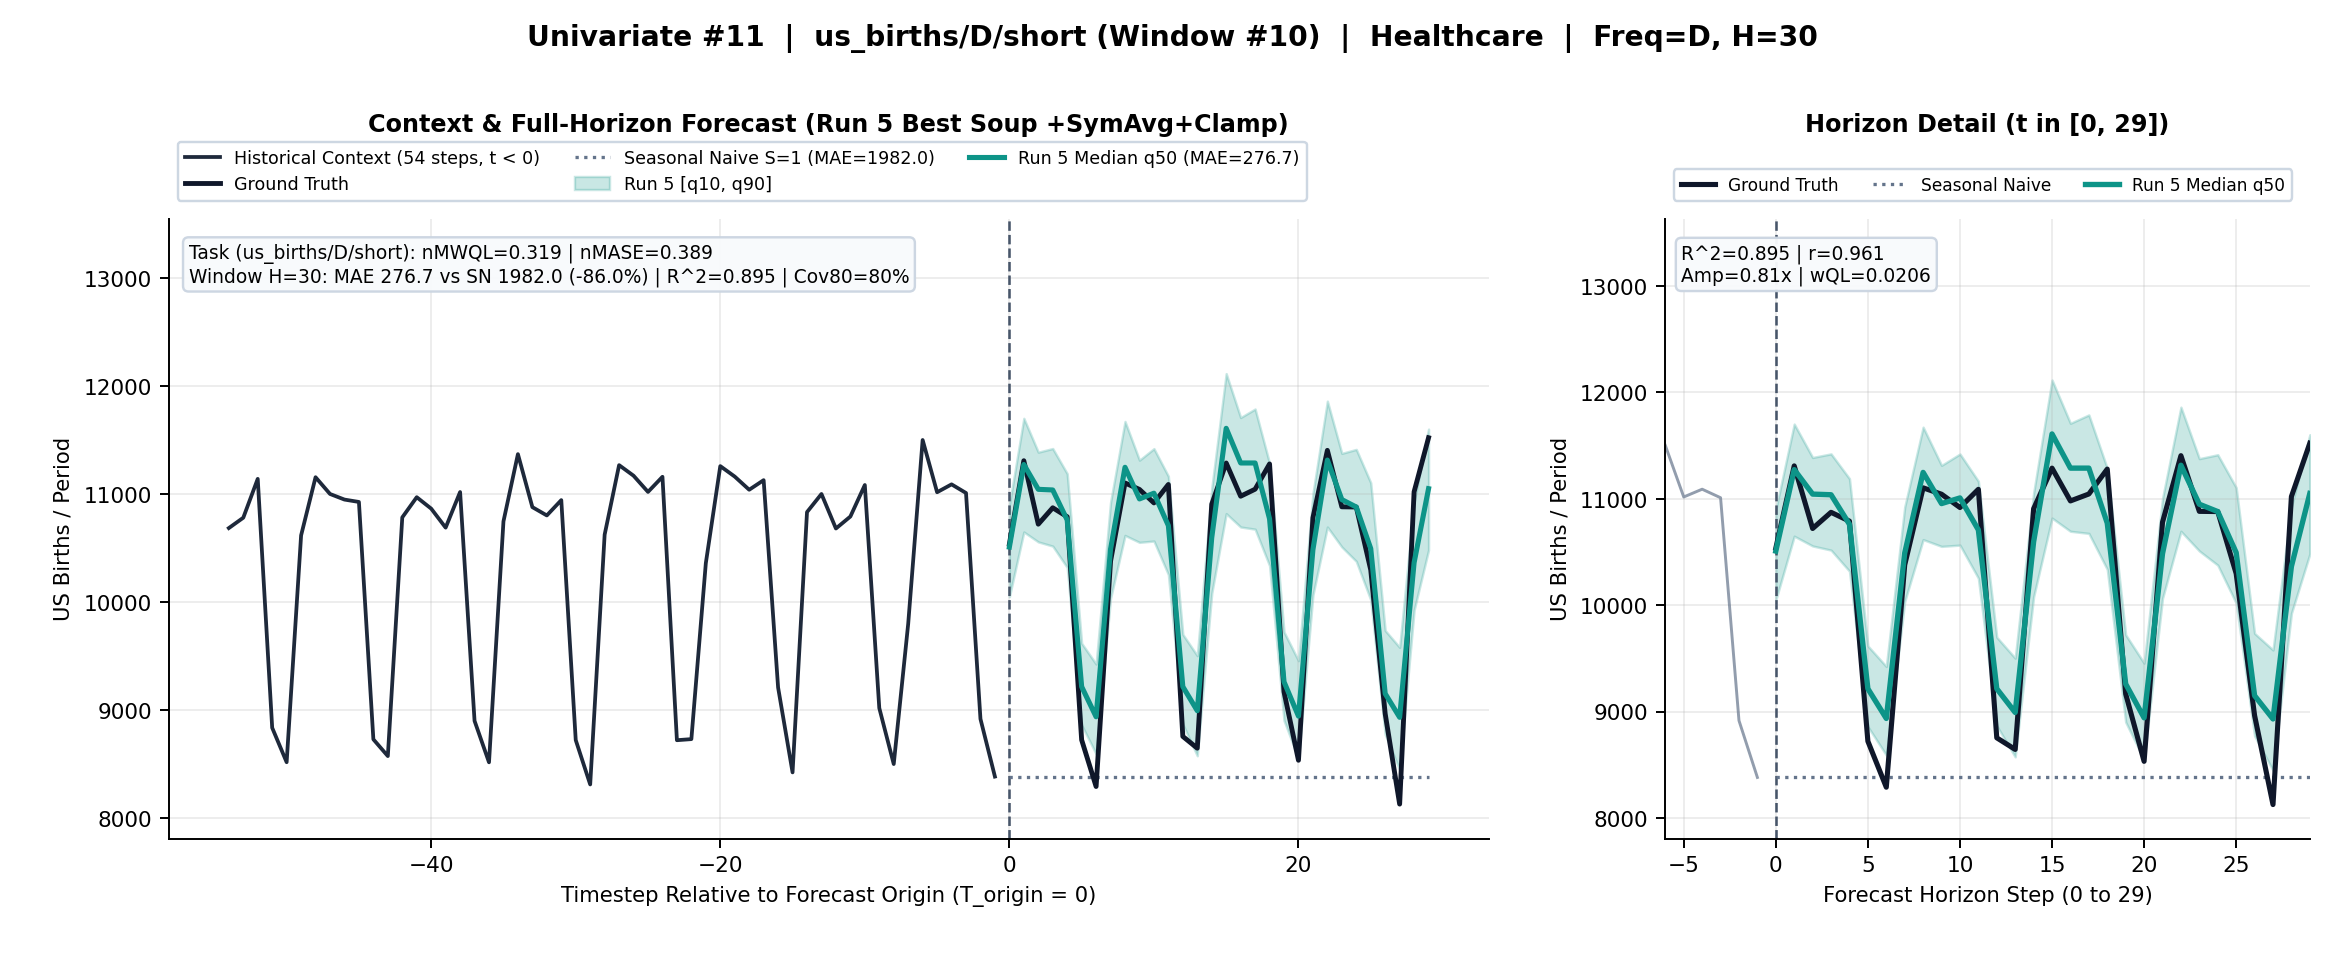 Univariate #11 | us_births/D/short (Window #10) | Healthcare | Freq=D, H=30
Context & Full-Horizon Forecast (Run 5 Best Soup +SymAvg+Clamp)
Historical Context (54 steps, t < 0)
Ground Truth
Seasonal Naive S=1 (MAE=1982.0)
Run 5 [q10, q90]
Run 5 Median q50 (MAE=276.7)
Task (us_births/D/short): nMWQL=0.319 | nMASE=0.389
Window H=30: MAE 276.7 vs SN 1982.0 (-86.0%) | R^2=0.895 | Cov80=80%
US Births / Period
13000
12000
11000
10000
9000
8000
−40
−20
0
20
Timestep Relative to Forecast Origin (T_origin = 0)
Horizon Detail (t in [0, 29])
Ground Truth
Seasonal Naive
Run 5 Median q50
R^2=0.895 | r=0.961
Amp=0.81x | wQL=0.0206
US Births / Period
13000
12000
11000
10000
9000
8000
−5
0
5
10
15
20
25
Forecast Horizon Step (0 to 29)